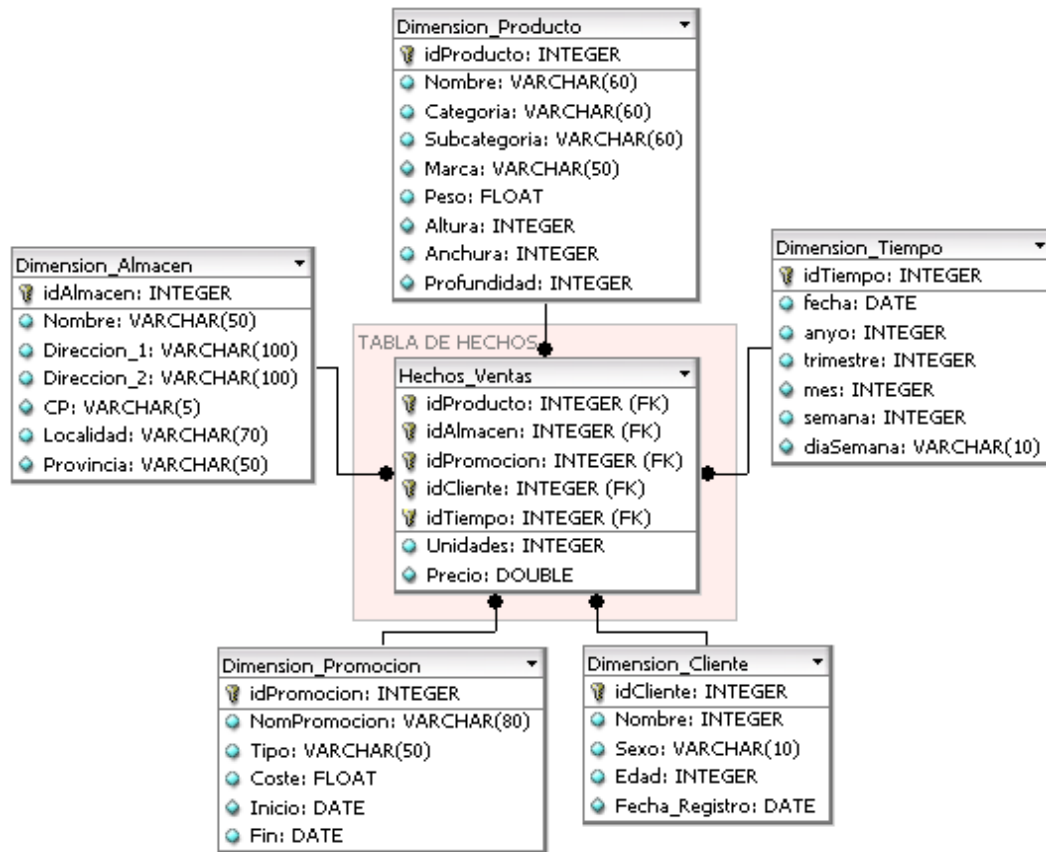 Dimension_Producto
idProducto: INTEGER
Nombre: VARCHAR(60)
Categoria: VARCHAR(60)
Subcategoria: VARCHAR(60)
Marca: VARCHAR(50)
Peso: FLOAT
Altura: INTEGER
Anchura: INTEGER
Profundidad: INTEGER
Dimension_Almacen
idAlmacen: INTEGER
Nombre: VARCHAR(50)
Direccion_1: VARCHAR(100)
Direccion_2: VARCHAR(100)
CP: VARCHAR(5)
Localidad: VARCHAR(70)
Provincia: VARCHAR(50)
Dimension_Tiempo
idTiempo: INTEGER
fecha: DATE
anyo: INTEGER
trimestre: INTEGER
mes: INTEGER
semana: INTEGER
diaSemana: VARCHAR(10)
TABLA DE HECHOS
Hechos_Ventas
idProducto: INTEGER (FK)
idAlmacen: INTEGER (FK)
idPromocion: INTEGER (FK)
idCliente: INTEGER (FK)
idTiempo: INTEGER (FK)
Unidades: INTEGER
Precio: DOUBLE
Dimension_Promocion
idPromocion: INTEGER
NomPromocion: VARCHAR(80)
Tipo: VARCHAR(50)
Coste: FLOAT
Inicio: DATE
Fin: DATE
Dimension_Cliente
idCliente: INTEGER
Nombre: INTEGER
Sexo: VARCHAR(10)
Edad: INTEGER
Fecha_Registro: DATE